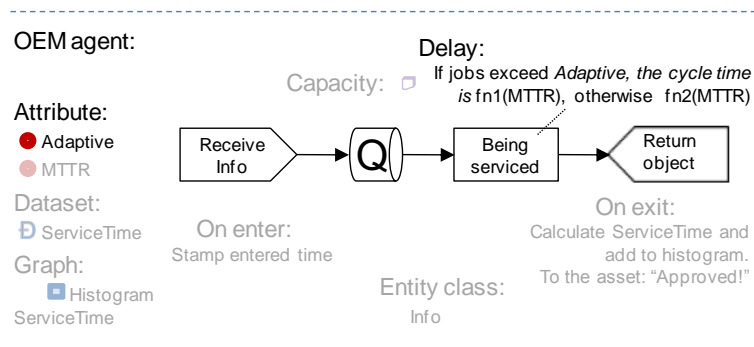 OEM agent:
Delay:
If jobs exceed Adaptive, the cycle time
is fn1(MTTR), otherwise fn2(MTTR)
Capacity:
Attribute:
Adaptive
MTTR
Receive
Info
Q
Being
serviced
Return
object
Dataset:
Đ ServiceTime
Graph:
Histogram
ServiceTime
On enter:
Stamp entered time
Entity class:
Info
On exit:
Calculate ServiceTime and
add to histogram.
To the asset: “Approved!”